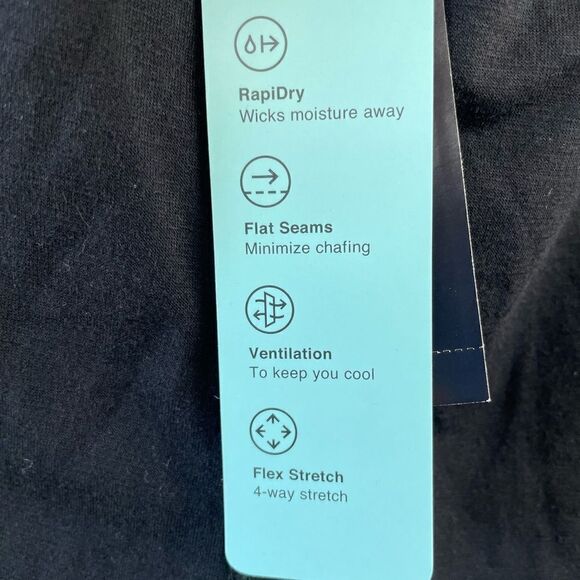 RapiDry
Wicks moisture away
Flat Seams
Minimize chafing
Ventilation
To keep you cool
Flex Stretch
4-way stretch